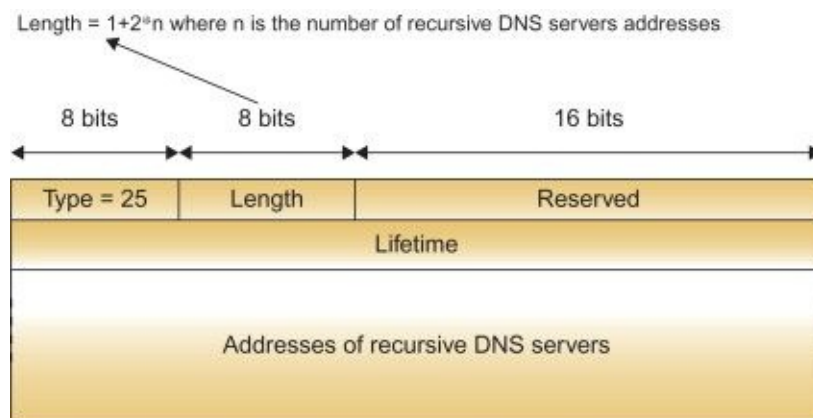 Length = 1+2*n where n is the number of recursive DNS servers addresses
8 bits 8 bits 16 bits
Type = 25 Length Reserved
Lifetime
Addresses of recursive DNS servers